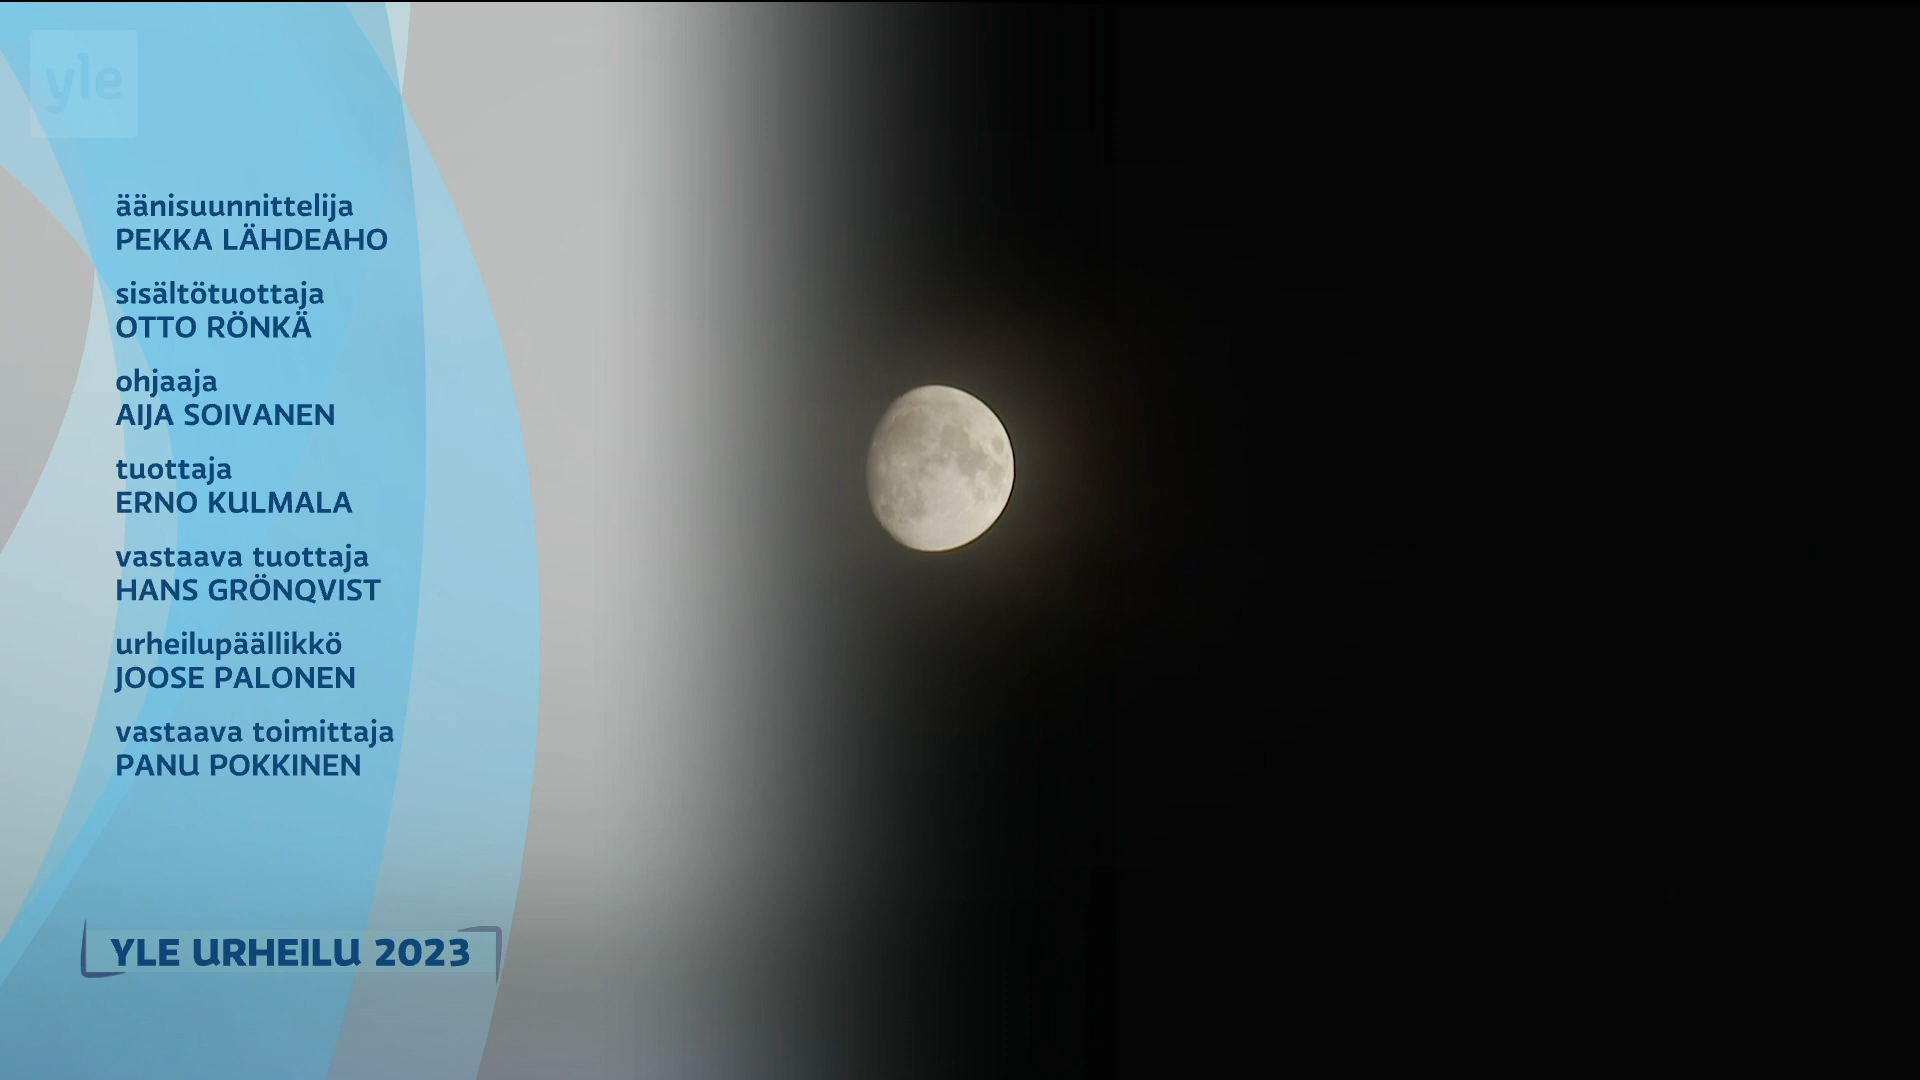 yle
äänisuunnittelija
PEKKA LÄHDEAHO
sisältötuottaja
OTTO RÖNKÄ
ohjaaja
AIJA SOIVANEN
tuottaja
ERNO KULMALA
vastaava tuottaja
HANS GRÖNQVIST
urheilupäällikkö
JOOSE PALONEN
vastaava toimittaja
PANU POKKINEN
YLE URHEILU 2023